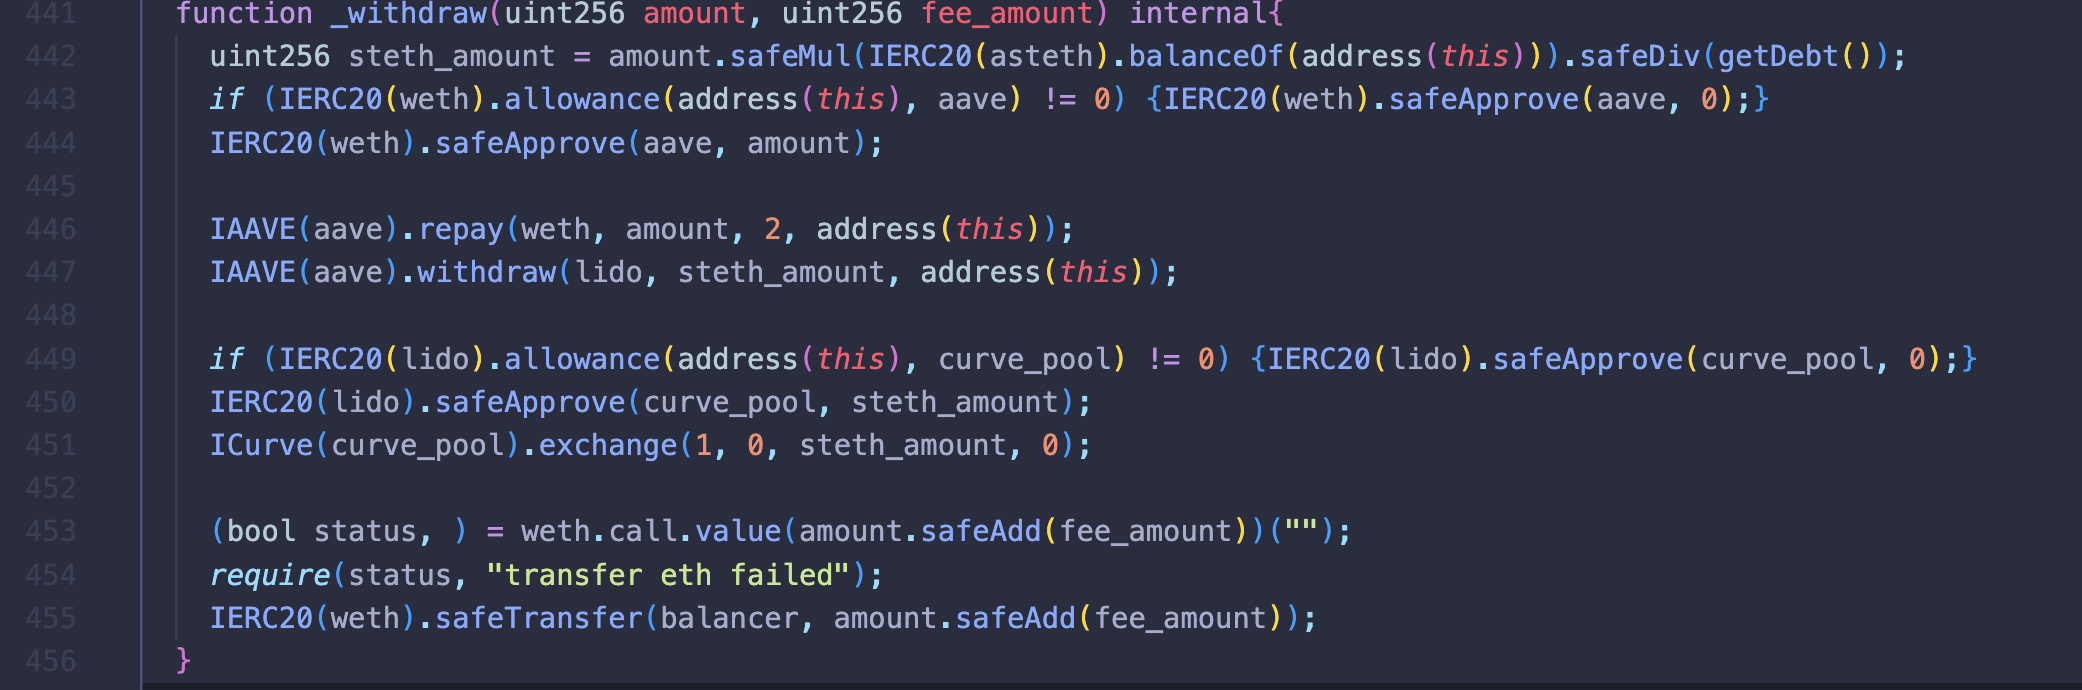 441 function _withdraw(uint256 amount, uint256 fee_amount) internal{
442 uint256 steth_amount = amount.safeMul(IERC20(asteth).balanceOf(address(this))).safeDiv(getDebt());
443 if (IERC20(weth).allowance(address(this), aave) != 0) {IERC20(weth).safeApprove(aave, 0);}
444 IERC20(weth).safeApprove(aave, amount);
445
446 IAAVE(aave).repay(weth, amount, 2, address(this));
447 IAAVE(aave).withdraw(lido, steth_amount, address(this));
448
449 if (IERC20(lido).allowance(address(this), curve_pool) != 0) {IERC20(lido).safeApprove(curve_pool, 0);}
450 IERC20(lido).safeApprove(curve_pool, steth_amount);
451 ICurve(curve_pool).exchange(1, 0, steth_amount, 0);
452
453 (bool status, ) = weth.call.value(amount.safeAdd(fee_amount))("");
454 require(status, "transfer eth failed");
455 IERC20(weth).safeTransfer(balancer, amount.safeAdd(fee_amount));
456 }